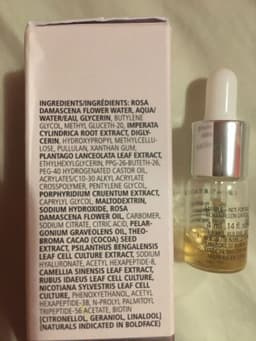 INGREDIENTS/INGRÉDIENTS: ROSA
DAMASCENA FLOWER WATER, AQUA/
WATER/EAU, GLYCERIN, BUTYLENE
GLYCOL, METHYL GLUCETH-20, IMPERATA
CYLINDRICA ROOT EXTRACT, DIGLY-
CERIN, HYDROXYPROPYL METHYLCELLU-
LOSE, PULLULAN, XANTHAN GUM,
PLANTAGO LANCEOLATA LEAF EXTRACT,
ETHYLHEXYLGLYCERIN, PPG-26-BUTETH-26,
PEG-40 HYDROGENATED CASTOR OIL,
ACRYLATES/C10-30 ALKYL ACRYLATE
CROSSPOLYMER, PENTYLENE GLYCOL,
PORPHYRIDIUM CRUENTUM EXTRACT,
CAPRYLYL GLYCOL, MALTODEXTRIN,
SODIUM HYDROXIDE, ROSA
DAMASCENA FLOWER OIL, CARBOMER,
SODIUM CITRATE, CITRIC ACID, PELAR-
GONIUM GRAVEOLENS OIL, THEO-
BROMA CACAO (COCOA) SEED
EXTRACT, PSILANTHUS BENGALENSIS
LEAF CELL CULTURE EXTRACT, SODIUM
HYALURONATE, ACETYL HEXAPEPTIDE-8,
CAMELLIA SINENSIS LEAF EXTRACT,
RUBUS IDAEUS LEAF CELL CULTURE
EXTRACT, NICOTIANA SYLVESTRIS LEAF CELL
CULTURE, PHENOXYETHANOL, ACETYL
HEXAPEPTIDE-38, N-PROLYL PALMITOYL
TRIPEPTIDE-56 ACETATE, BIOTIN
(CITRONELLOL, GERANIOL, LINALOOL)
(NATURALS INDICATED IN BOLDFACE)